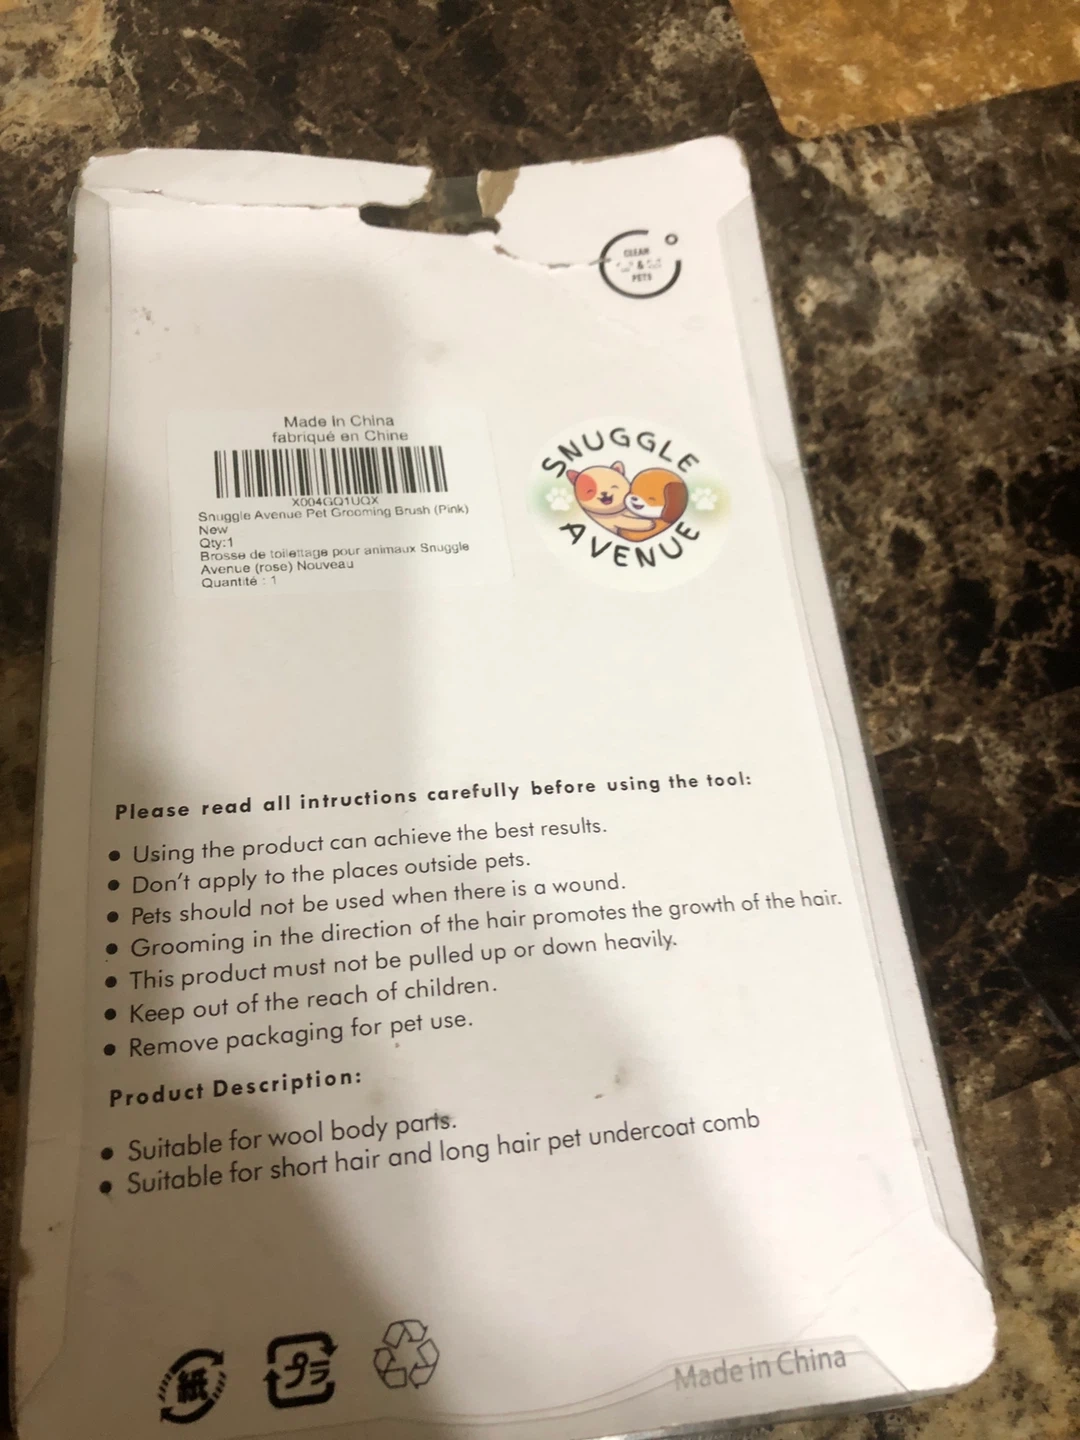 CLEAN
&
PETS
Made in China
fabriqué en Chine
X004GQ1UQX
Snuggle Avenue Pet Grooming Brush (Pink)
New
Qty:1
Brosse de toilettage pour animaux Snuggle
Avenue (rose) Nouveau
Quantité : 1
SNUGGLE
AVENUE
Please read all intructions carefully before using the tool:
• Using the product can achieve the best results.
• Don't apply to the places outside pets.
• Pets should not be used when there is a wound.
• Grooming in the direction of the hair promotes the growth of the hair.
• This product must not be pulled up or down heavily.
• Keep out of the reach of children.
• Remove packaging for pet use.
Product Description:
• Suitable for wool body parts.
• Suitable for short hair and long hair pet undercoat comb
紙
プラ
Made in China